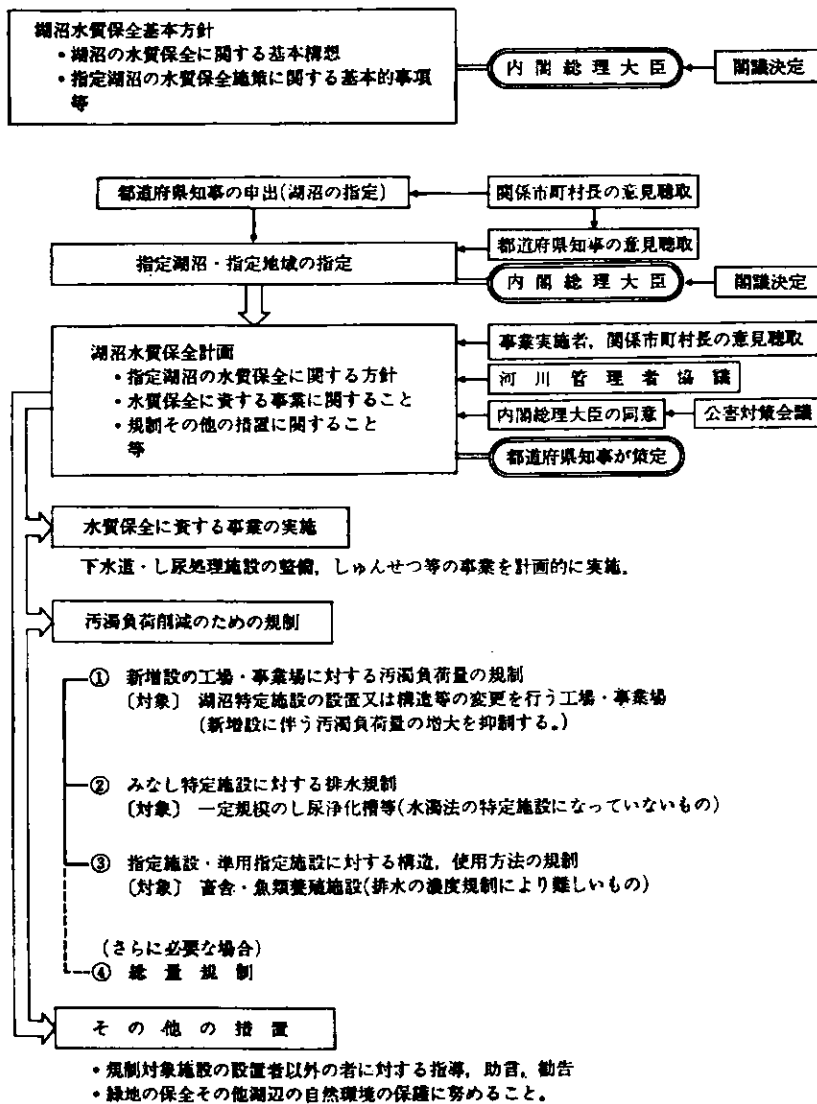 湖沼水質保全基本方針
・湖沼の水質保全に関する基本構想
・指定湖沼の水質保全施策に関する基本的事項
等
内閣総理大臣
閣議決定
都道府県知事の申出(湖沼の指定)
関係市町村長の意見聴取
都道府県知事の意見聴取
指定湖沼・指定地域の指定
内閣総理大臣
閣議決定
湖沼水質保全計画
・指定湖沼の水質保全に関する方針
・水質保全に資する事業に関すること
・規制その他の措置に関すること
等
事業実施者,関係市町村長の意見聴取
河川管理者協議
内閣総理大臣の同意
公害対策会議
都道府県知事が策定
水質保全に資する事業の実施
下水道・し尿処理施設の整備,しゅんせつ等の事業を計画的に実施.
汚濁負荷削減のための規制
① 新増設の工場・事業場に対する汚濁負荷量の規制
〔対象〕 湖沼特定施設の設置又は構造等の変更を行う工場・事業場
(新増設に伴う汚濁負荷量の増大を抑制する。)
② みなし特定施設に対する排水規制
〔対象〕 一定規模のし尿浄化槽等(水濁法の特定施設になっていないもの)
③ 指定施設・準用指定施設に対する構造,使用方法の規制
〔対象〕 畜舎・魚類養殖施設(排水の濃度規制により難しいもの)
(さらに必要な場合)
④ 総量規制
その他の措置
・規制対象施設の設置者以外の者に対する指導,助言,勧告
・緑地の保全その他湖辺の自然環境の保護に努めること。